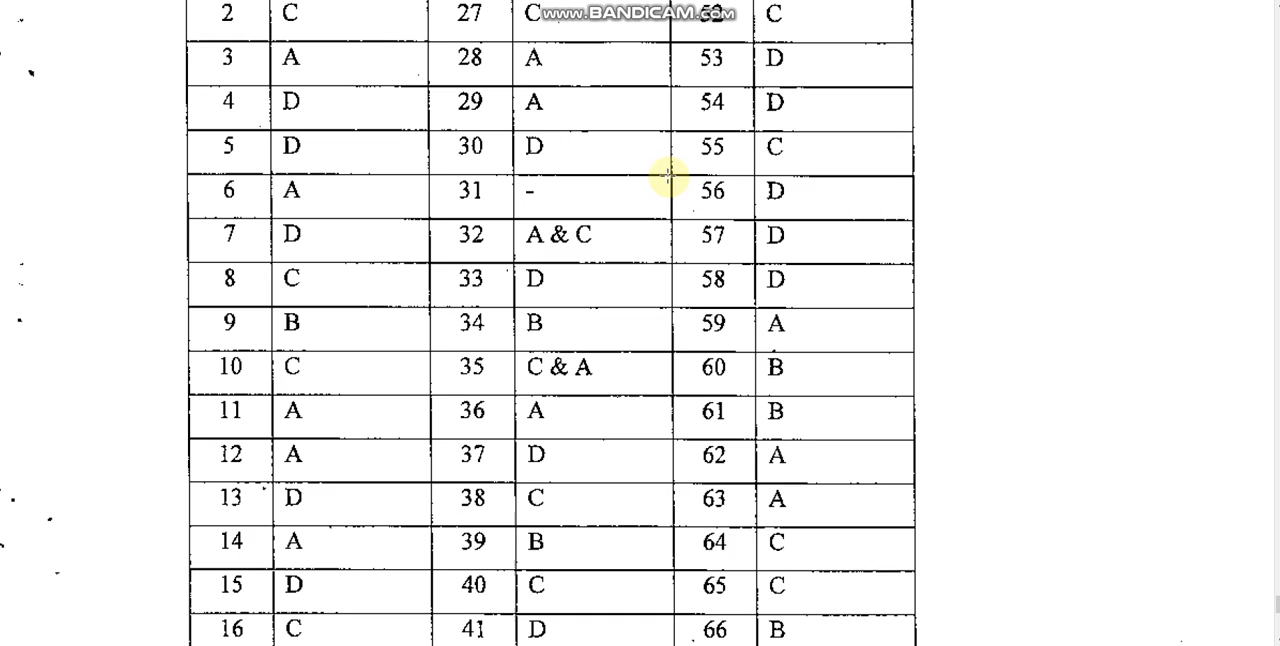 www.BANDICAM.com
2 C 27 C 52 C
3 A 28 A 53 D
4 D 29 A 54 D
5 D 30 D 55 C
6 A 31 - 56 D
7 D 32 A & C 57 D
8 C 33 D 58 D
9 B 34 B 59 A
10 C 35 C & A 60 B
11 A 36 A 61 B
12 A 37 D 62 A
13 D 38 C 63 A
14 A 39 B 64 C
15 D 40 C 65 C
16 C 41 D 66 B